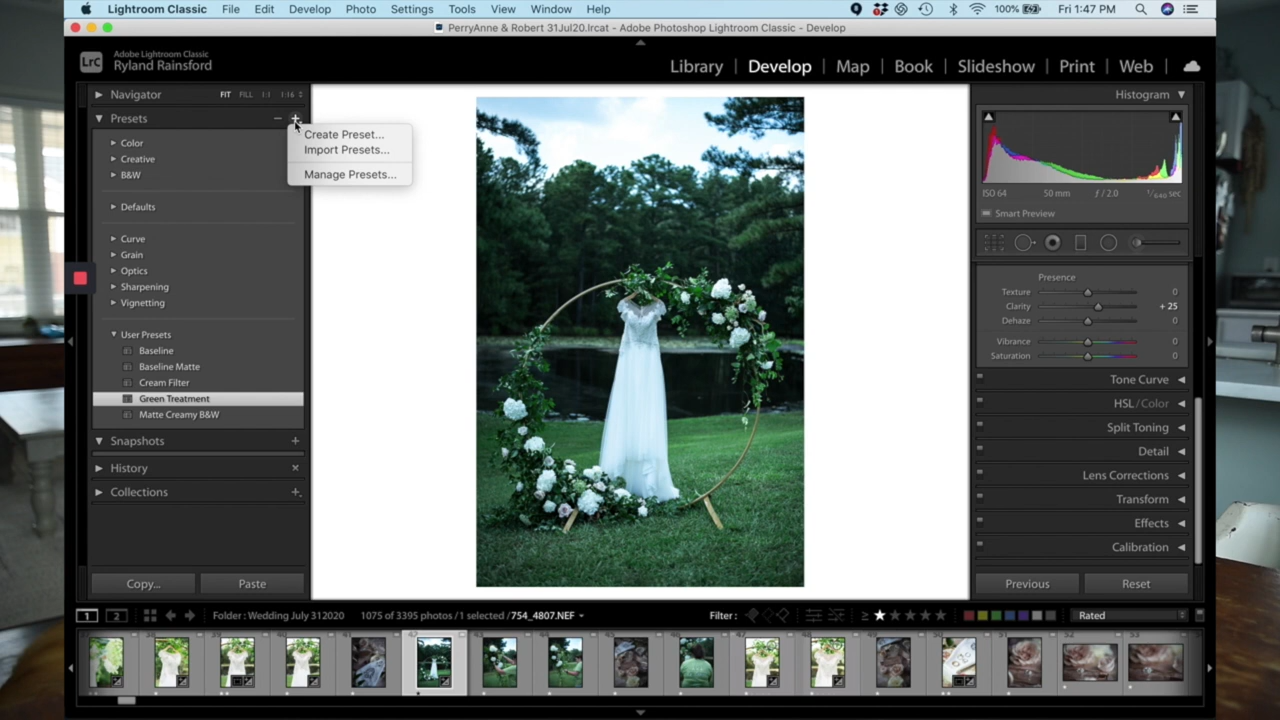 Lightroom Classic File Edit Develop Photo Settings Tools View Window Help 100% Fri 1:47 PM
PerryAnne & Robert 31Jul20.lrcat - Adobe Photoshop Lightroom Classic - Develop
LrC
Adobe Lightroom Classic
Ryland Rainsford
Library | Develop | Map | Book | Slideshow | Print | Web |
Navigator FIT FILL 1:1 1:16
Histogram
Presets
Create Preset...
Import Presets...
Manage Presets...
Color
Creative
B&W
Defaults
Curve
Grain
Optics
Sharpening
Vignetting
User Presets
Baseline
Baseline Matte
Cream Filter
Green Treatment
Matte Creamy B&W
Snapshots
History
Collections
Copy... Paste
ISO 64 50 mm ƒ / 2.0 1/640 sec
Smart Preview
Presence
Texture 0
Clarity + 25
Dehaze 0
Vibrance 0
Saturation 0
Tone Curve
HSL / Color
Split Toning
Detail
Lens Corrections
Transform
Effects
Calibration
Previous Reset
1 2 Folder : Wedding July 312020 1075 of 3395 photos / 1 selected / 754_4807.NEF Filter : ≥ Rated